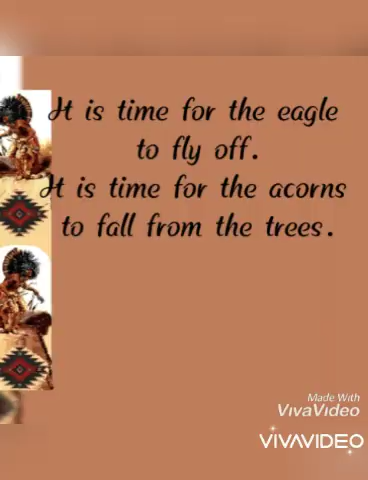 It is time for the eagle
to fly off.
It is time for the acorns
to fall from the trees.
Made With
VivaVideo
VIVAVIDEO